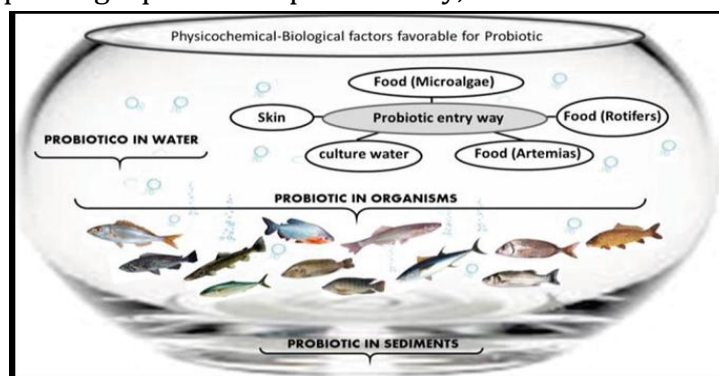 Physicochemical-Biological factors favorable for Probiotic
Food (Microalgae)
Skin
Probiotic entry way
Food (Rotifers)
PROBIOTICO IN WATER
culture water
Food (Artemias)
PROBIOTIC IN ORGANISMS
PROBIOTIC IN SEDIMENTS